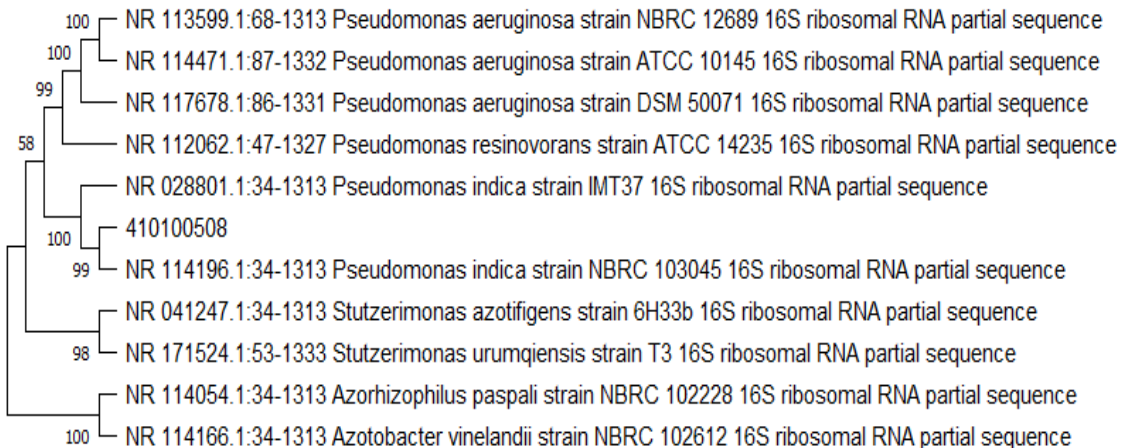 100 NR 113599.1:68-1313 Pseudomonas aeruginosa strain NBRC 12689 16S ribosomal RNA partial sequence
100 NR 114471.1:87-1332 Pseudomonas aeruginosa strain ATCC 10145 16S ribosomal RNA partial sequence
99 NR 117678.1:86-1331 Pseudomonas aeruginosa strain DSM 50071 16S ribosomal RNA partial sequence
58 NR 112062.1:47-1327 Pseudomonas resinovorans strain ATCC 14235 16S ribosomal RNA partial sequence
NR 028801.1:34-1313 Pseudomonas indica strain IMT37 16S ribosomal RNA partial sequence
410100508
100
99 NR 114196.1:34-1313 Pseudomonas indica strain NBRC 103045 16S ribosomal RNA partial sequence
NR 041247.1:34-1313 Stutzerimonas azotifigens strain 6H33b 16S ribosomal RNA partial sequence
98 NR 171524.1:53-1333 Stutzerimonas urumqiensis strain T3 16S ribosomal RNA partial sequence
NR 114054.1:34-1313 Azorhizophilus paspali strain NBRC 102228 16S ribosomal RNA partial sequence
100 NR 114166.1:34-1313 Azotobacter vinelandii strain NBRC 102612 16S ribosomal RNA partial sequence